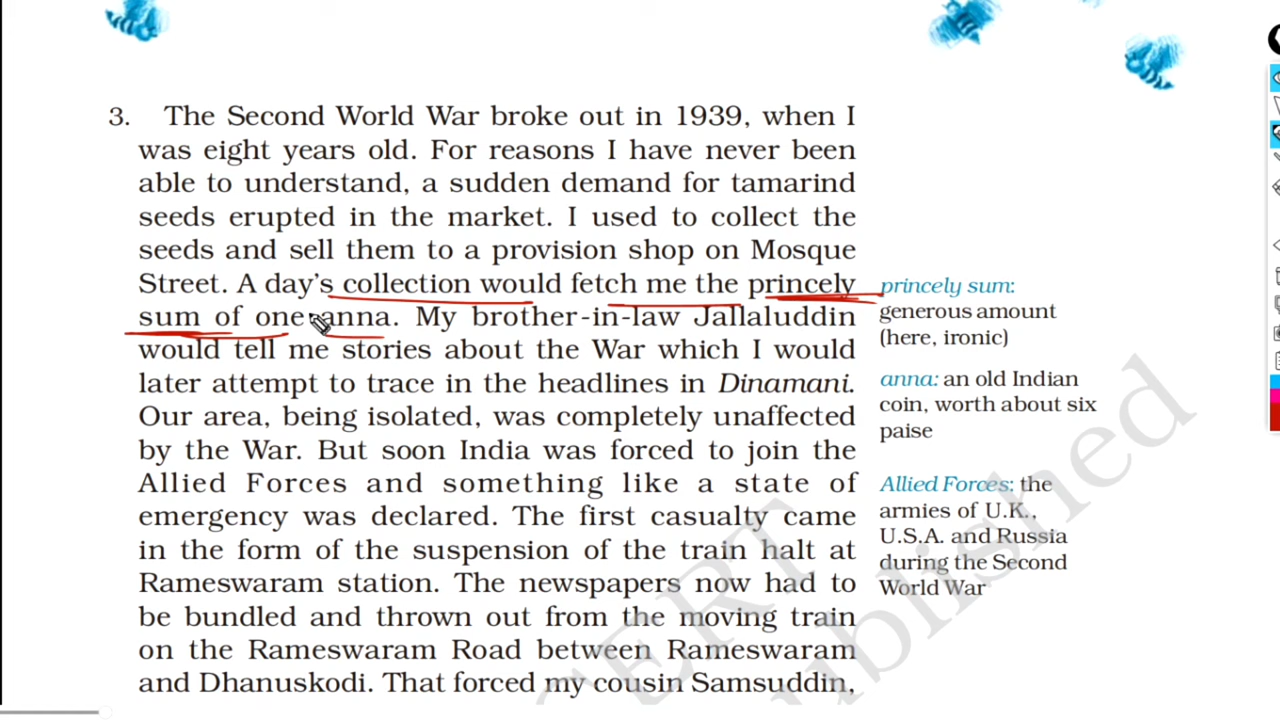 3. The Second World War broke out in 1939, when I
was eight years old. For reasons I have never been
able to understand, a sudden demand for tamarind
seeds erupted in the market. I used to collect the
seeds and sell them to a provision shop on Mosque
Street. A day's collection would fetch me the princely
sum of one anna. My brother-in-law Jallaluddin
would tell me stories about the War which I would
later attempt to trace in the headlines in Dinamani.
Our area, being isolated, was completely unaffected
by the War. But soon India was forced to join the
Allied Forces and something like a state of
emergency was declared. The first casualty came
in the form of the suspension of the train halt at
Rameswaram station. The newspapers now had to
be bundled and thrown out from the moving train
on the Rameswaram Road between Rameswaram
and Dhanuskodi. That forced my cousin Samsuddin,
princely sum:
generous amount
(here, ironic)
anna: an old Indian
coin, worth about six
paise
Allied Forces: the
armies of U.K.,
U.S.A. and Russia
during the Second
World War